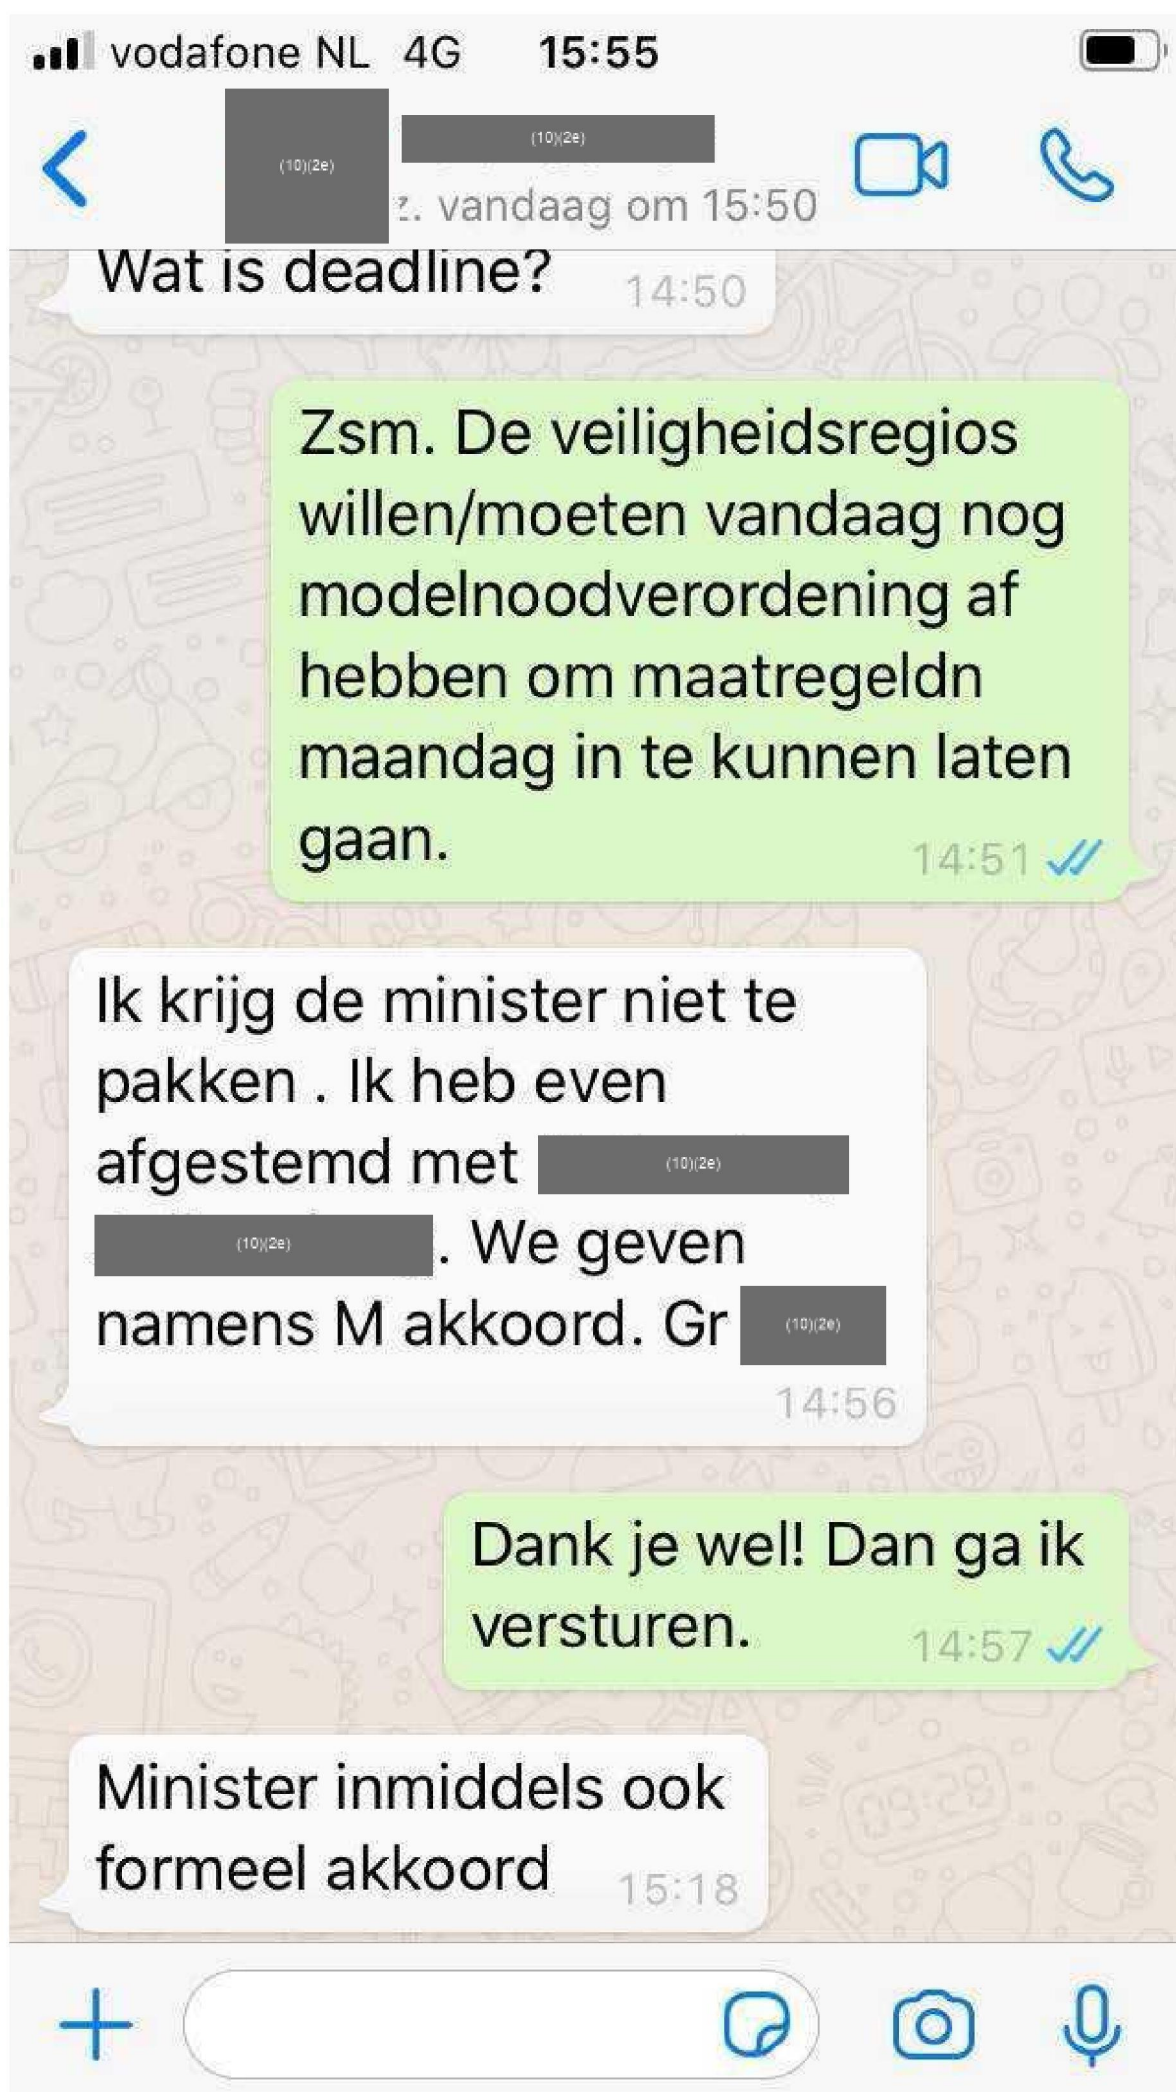 vodafone NL 4G 15:55
(10)(2e)
(10)(2e)
z. vandaag om 15:50
Wat is deadline?
14:50
Zsm. De veiligheidsregios
willen/moeten vandaag nog
modelnoodverordening af
hebben om maatregeldn
maandag in te kunnen laten
gaan.
14:51
Ik krijg de minister niet te
pakken . Ik heb even
afgestemd met (10)(2e)
(10)(2e) . We geven
namens M akkoord. Gr (10)(2e)
14:56
Dank je wel! Dan ga ik
versturen.
14:57
Minister inmiddels ook
formeel akkoord
15:18